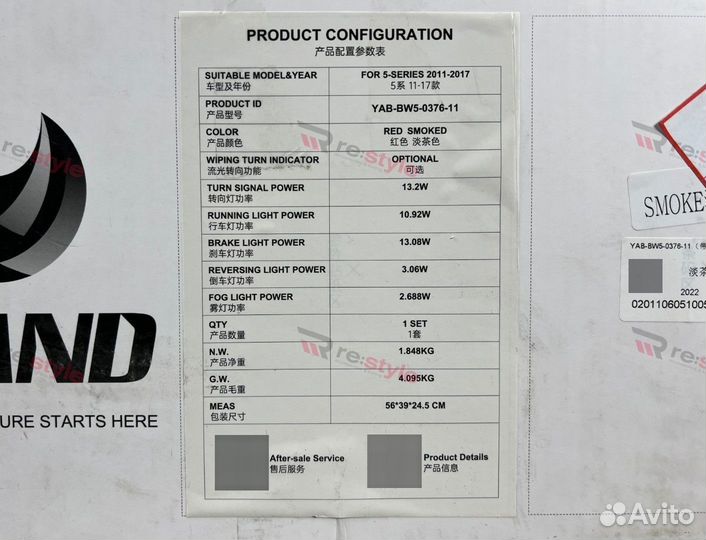 PRODUCT CONFIGURATION
产品配置参数表
SUITABLE MODEL&YEAR FOR 5-SERIES 2011-2017
车型及年份 5系 11-17款
PRODUCT ID YAB-BW5-0376-11
产品型号
COLOR RED SMOKED
产品颜色 红色 淡茶色
WIPING TURN INDICATOR OPTIONAL
流光转向功能 可选
TURN SIGNAL POWER 13.2W
转向灯功率
RUNNING LIGHT POWER 10.92W
行车灯功率
BRAKE LIGHT POWER 13.08W
刹车灯功率
REVERSING LIGHT POWER 3.06W
倒车灯功率
FOG LIGHT POWER 2.688W
雾灯功率
QTY 1 SET
产品数量 1套
N.W. 1.848KG
产品净重
G.W. 4.095KG
产品毛重
MEAS 56*39*24.5 CM
包装尺寸
After-sale Service
售后服务
Product Details
产品信息
AND
URE STARTS HERE
SMOKE
YAB-BW5-0376-11
淡茶
2022
0201106051005
re:style
re:style
re:style
re:style
re:style
Avito